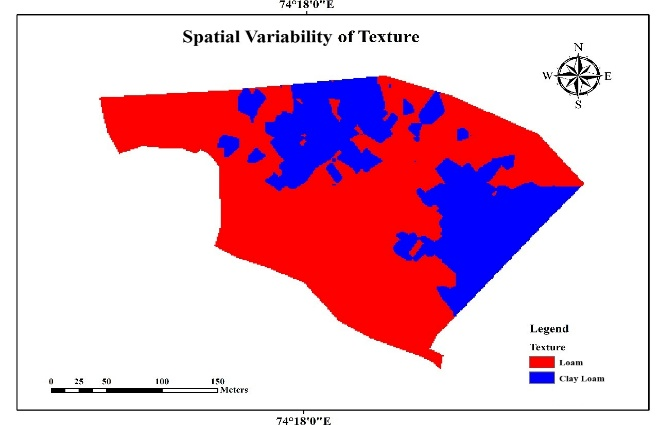 74°18'0"E
Spatial Variability of Texture
N
W E
S
Legend
Texture
Loam
Clay Loam
0 25 50 100 150
Meters
74°18'0"E